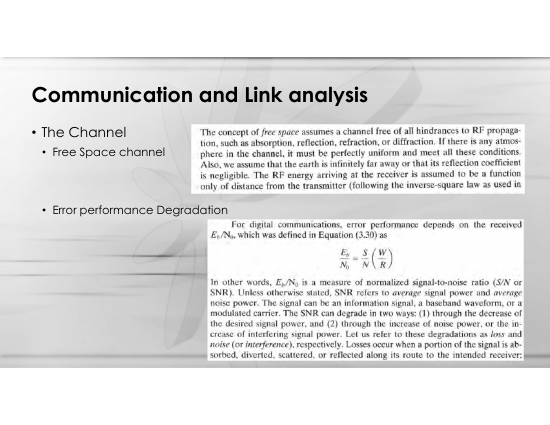 Communication and Link analysis
• The Channel
• Free Space channel
The concept of free space assumes a channel free of all hindrances to RF propaga-
tion, such as absorption, reflection, refraction, or diffraction. If there is any atmos-
phere in the channel, it must be perfectly uniform and meet all these conditions.
Also, we assume that the earth is infinitely far away or that its reflection coefficient
is negligible. The RF energy arriving at the receiver is assumed to be a function
only of distance from the transmitter (following the inverse-square law as used in
• Error performance Degradation
For digital communications, error performance depends on the received
E_b/N_0, which was defined in Equation (3.30) as
E_b/N_0 = S/N (W/R)
In other words, E_b/N_0 is a measure of normalized signal-to-noise ratio (S/N or
SNR). Unless otherwise stated, SNR refers to average signal power and average
noise power. The signal can be an information signal, a baseband waveform, or a
modulated carrier. The SNR can degrade in two ways: (1) through the decrease of
the desired signal power, and (2) through the increase of noise power, or the in-
crease of interfering signal power. Let us refer to these degradations as loss and
noise (or interference), respectively. Losses occur when a portion of the signal is ab-
sorbed, diverted, scattered, or reflected along its route to the intended receiver;